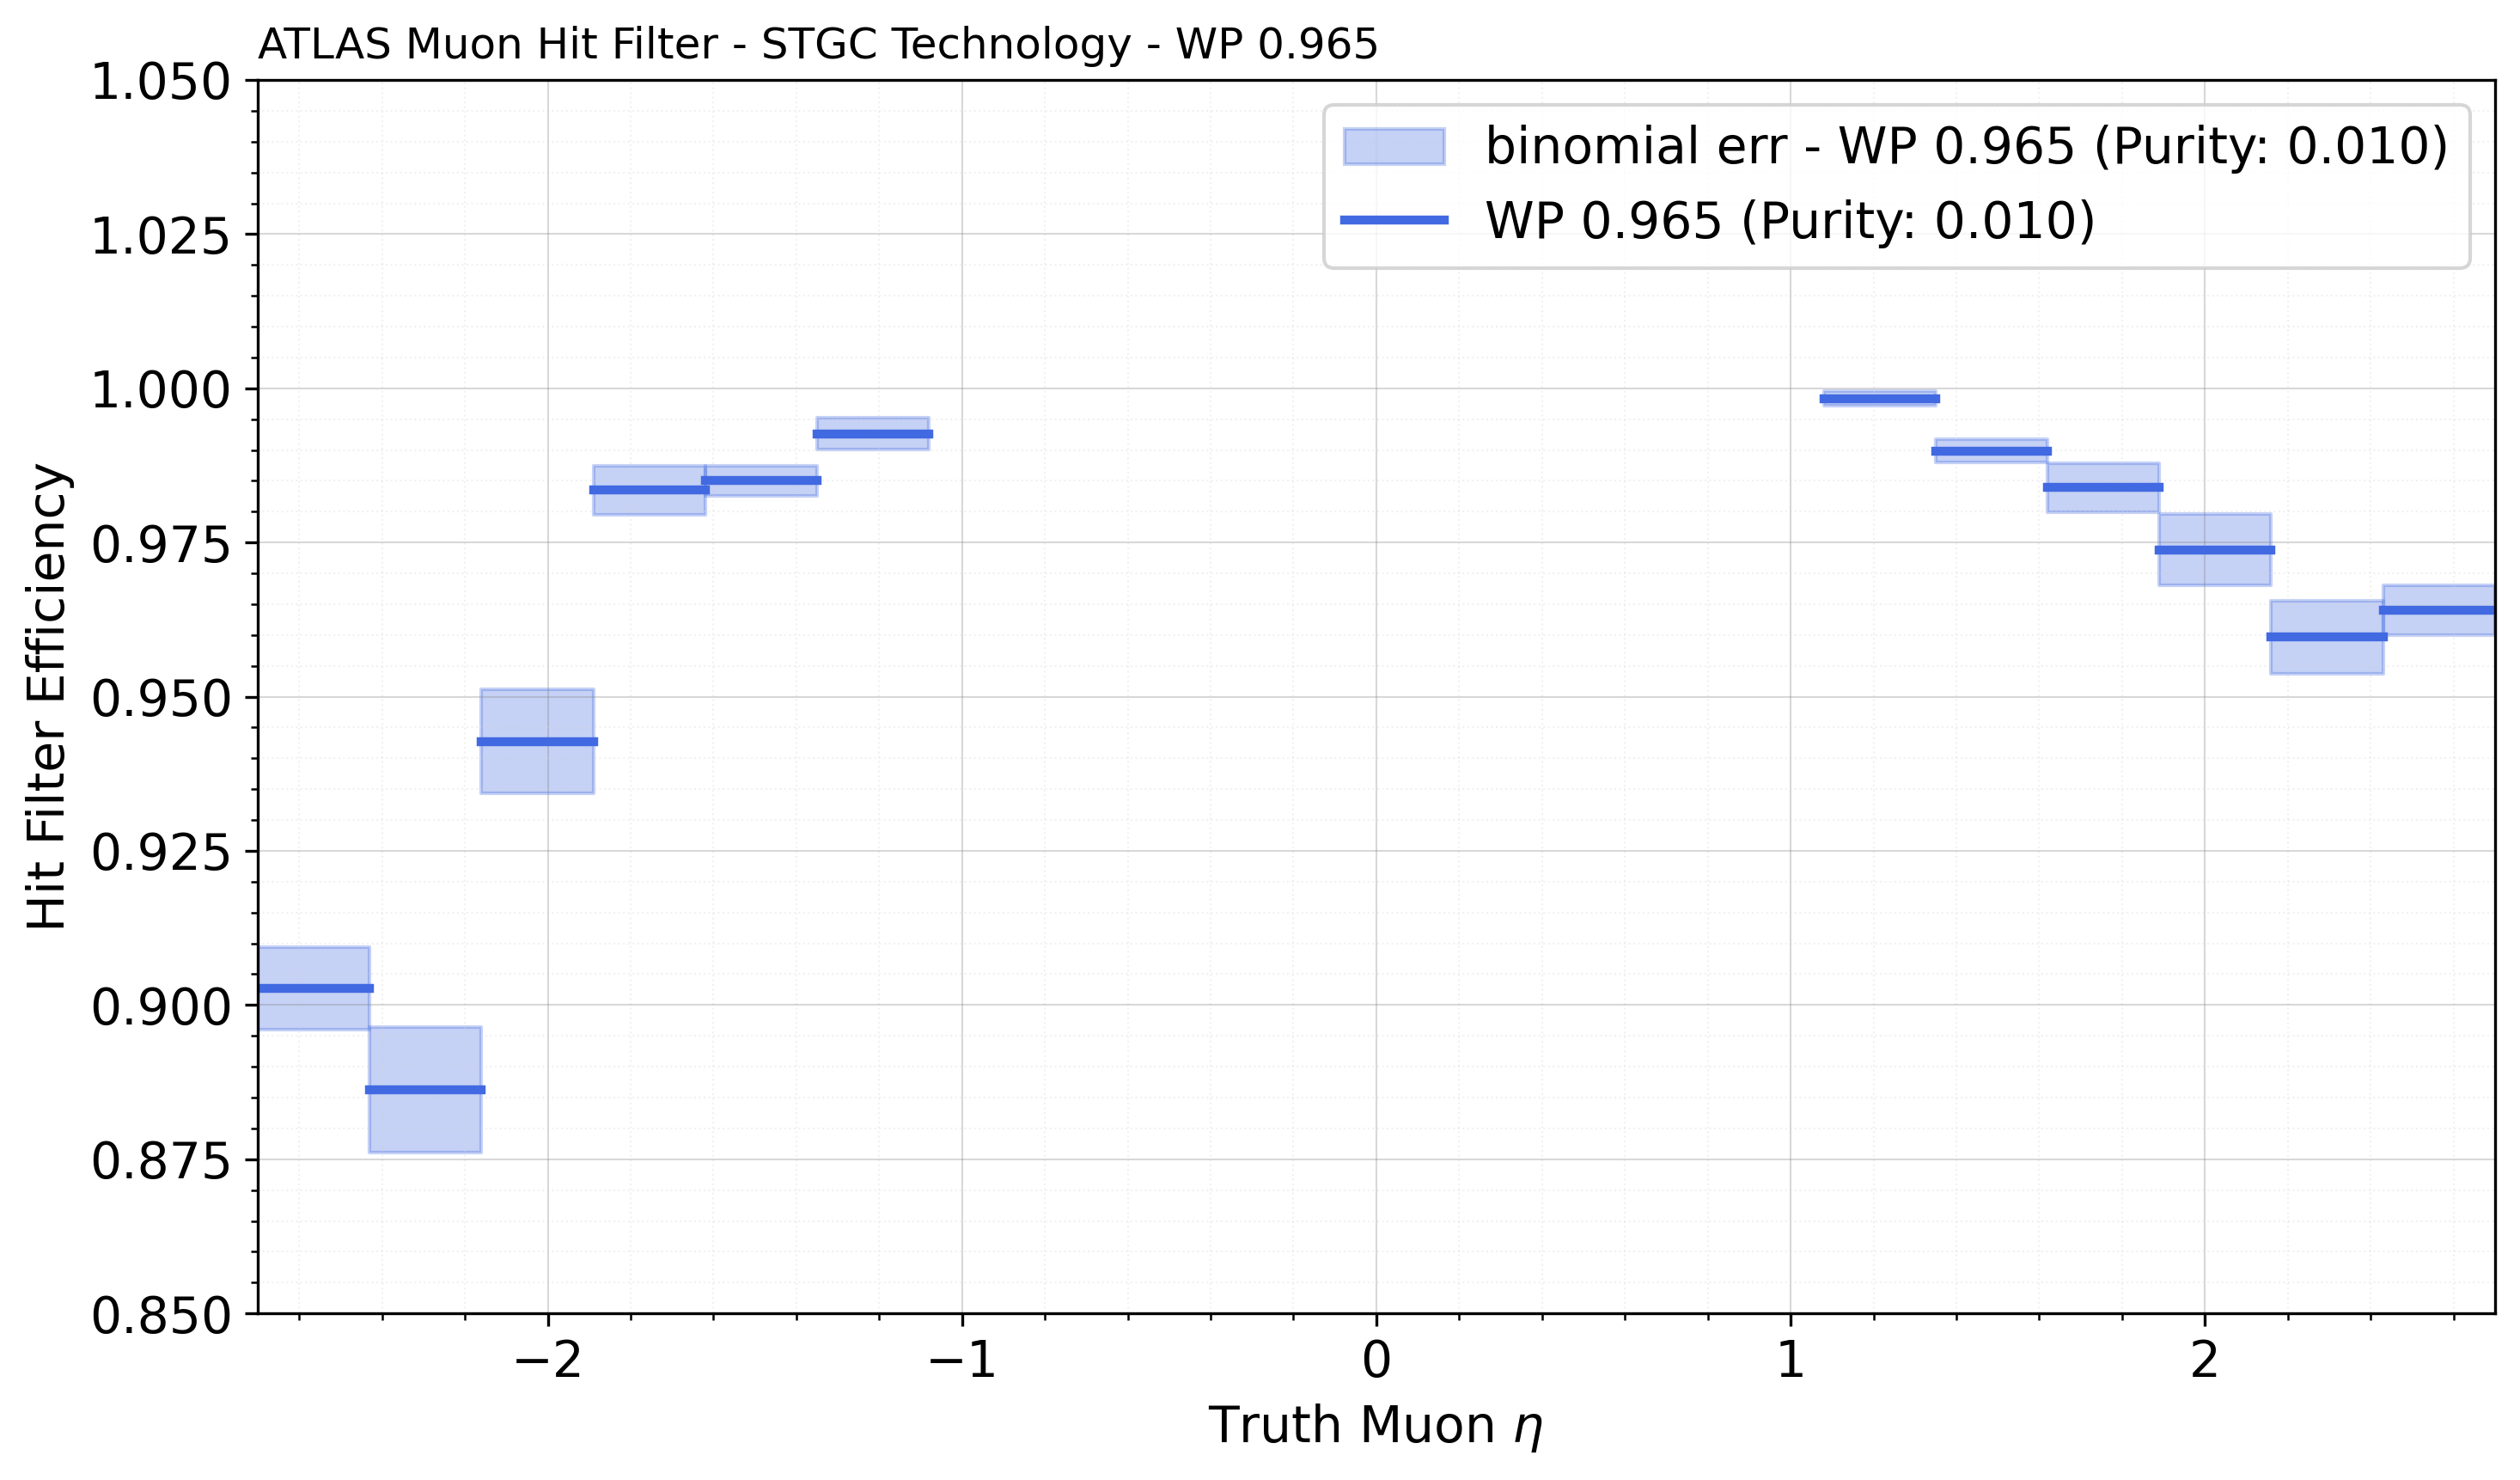 ATLAS Muon Hit Filter - STGC Technology - WP 0.965
1.050
1.025
1.000
0.975
0.950
0.925
0.900
0.875
0.850
Hit Filter Efficiency
binomial err - WP 0.965 (Purity: 0.010)
WP 0.965 (Purity: 0.010)
−2 −1 0 1 2
Truth Muon η